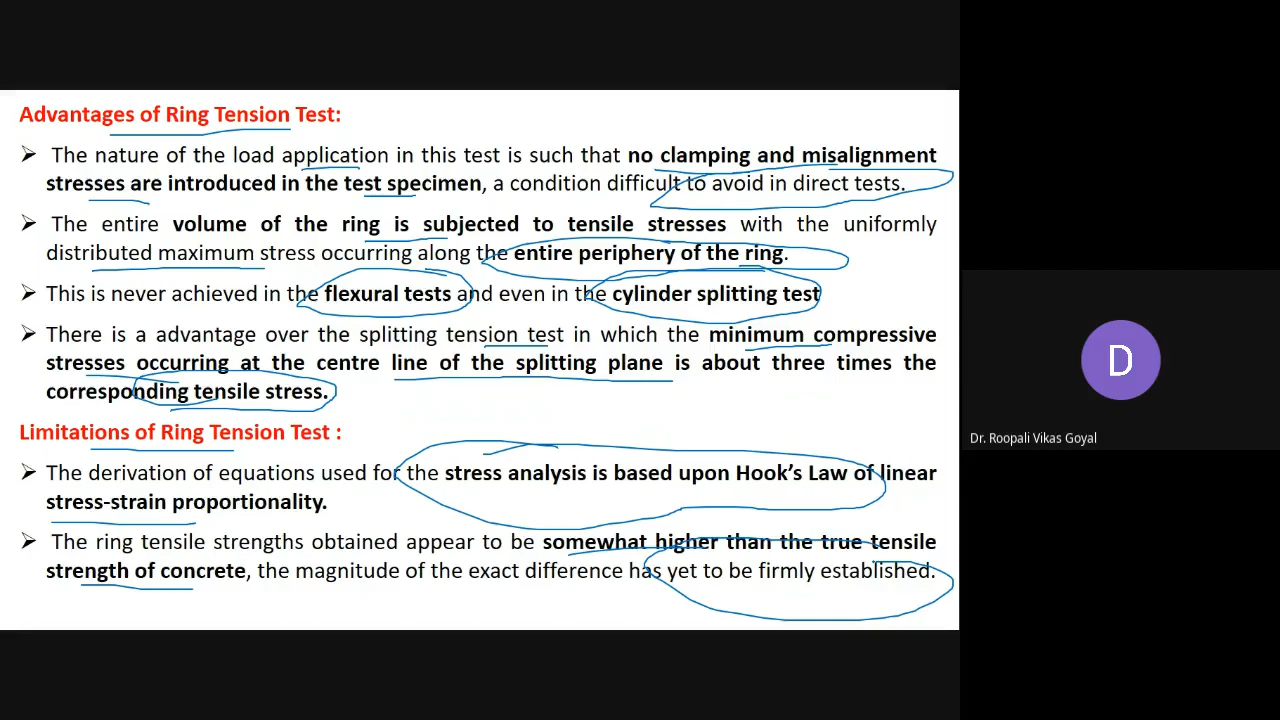 Advantages of Ring Tension Test:
➢ The nature of the load application in this test is such that no clamping and misalignment
stresses are introduced in the test specimen, a condition difficult to avoid in direct tests.
➢ The entire volume of the ring is subjected to tensile stresses with the uniformly
distributed maximum stress occurring along the entire periphery of the ring.
➢ This is never achieved in the flexural tests and even in the cylinder splitting test
➢ There is a advantage over the splitting tension test in which the minimum compressive
stresses occurring at the centre line of the splitting plane is about three times the
corresponding tensile stress.
Limitations of Ring Tension Test :
➢ The derivation of equations used for the stress analysis is based upon Hook’s Law of linear
stress-strain proportionality.
➢ The ring tensile strengths obtained appear to be somewhat higher than the true tensile
strength of concrete, the magnitude of the exact difference has yet to be firmly established.
D
Dr. Roopali Vikas Goyal